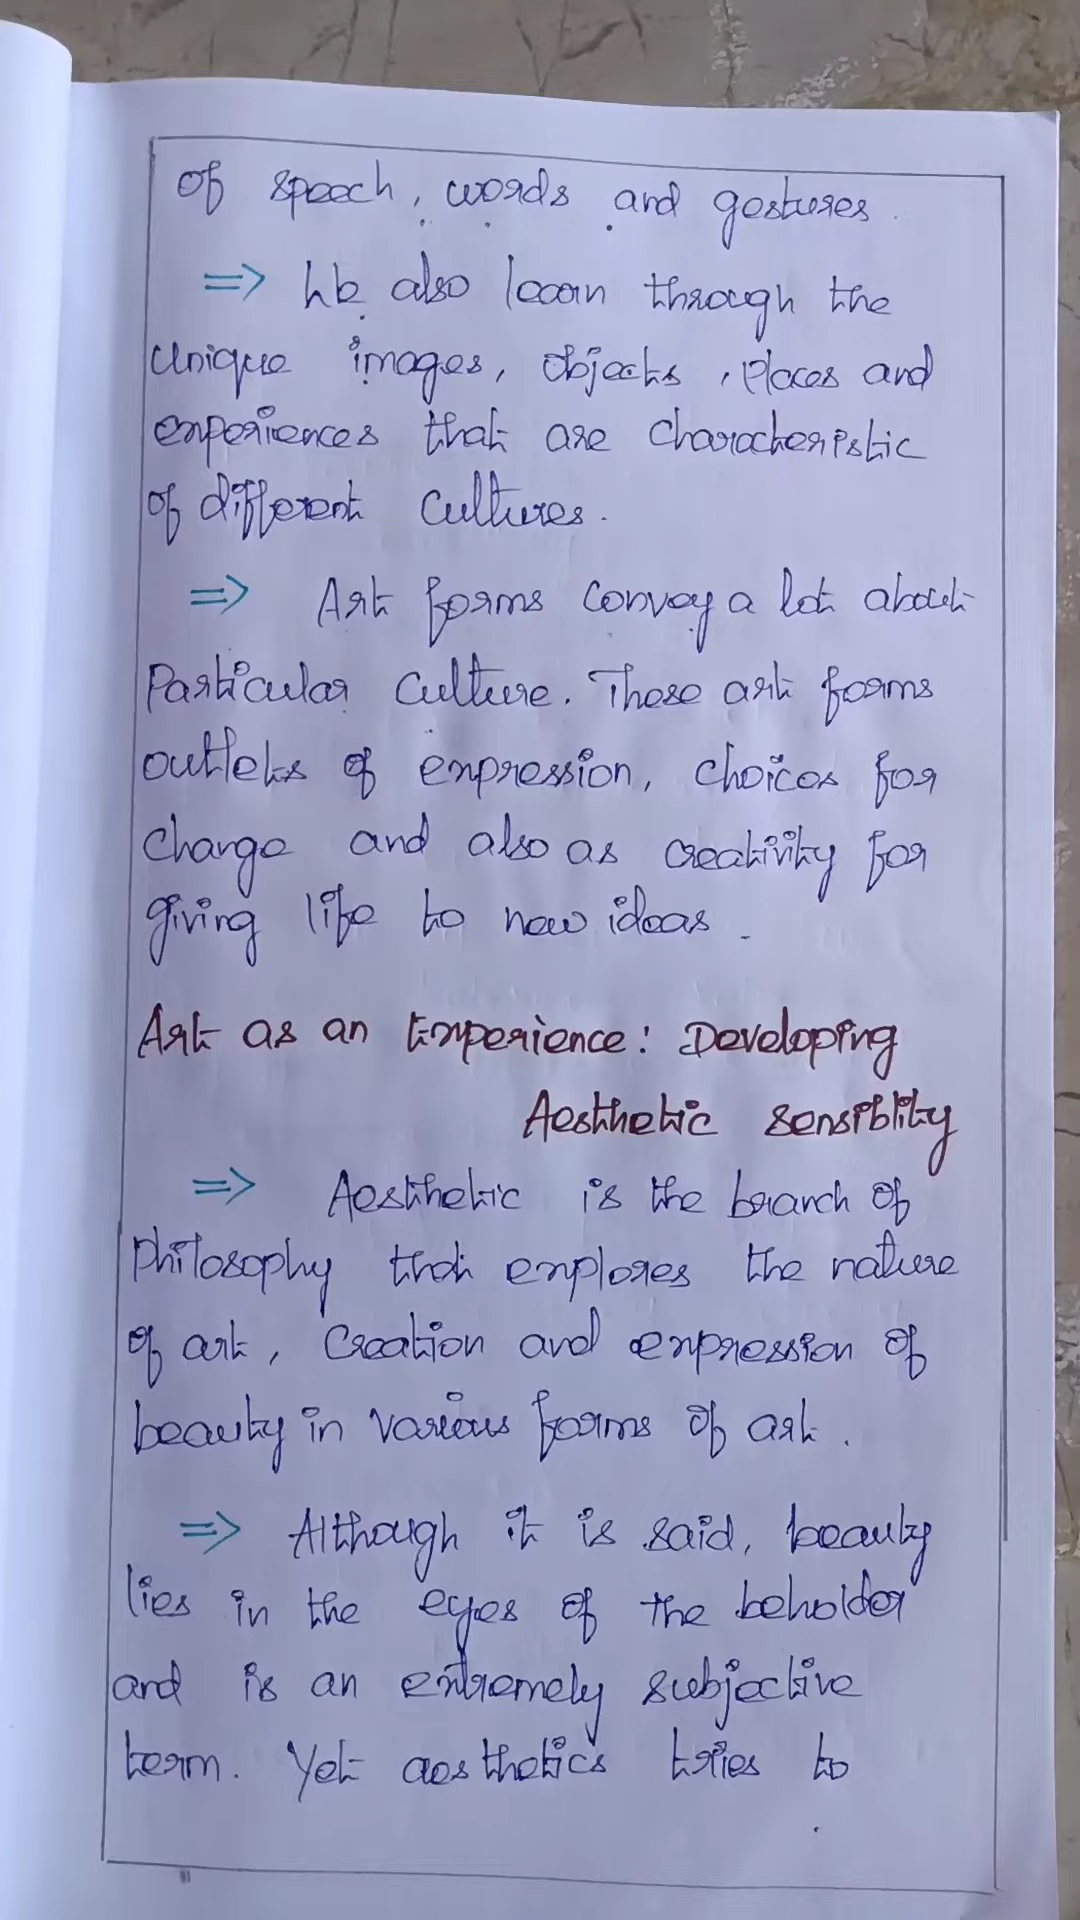 of speech, words and gestures.
=> We also learn through the
unique images, objects, places and
experiences that are characteristic
of different cultures.
=> Art forms convey a lot about
Particular culture. These art forms
outlets of expression, choices for
change and also as creativity for
giving life to new ideas.
Art as an Experience: Developing
Aesthetic sensiblity
=> Aesthetic is the branch of
Philosophy that explores the nature
of art, Creation and expression of
beauty in various forms of art.
=> Although it is said, beauty
lies in the eyes of the beholder
and is an extremely subjective
term. Yet aesthetics tries to